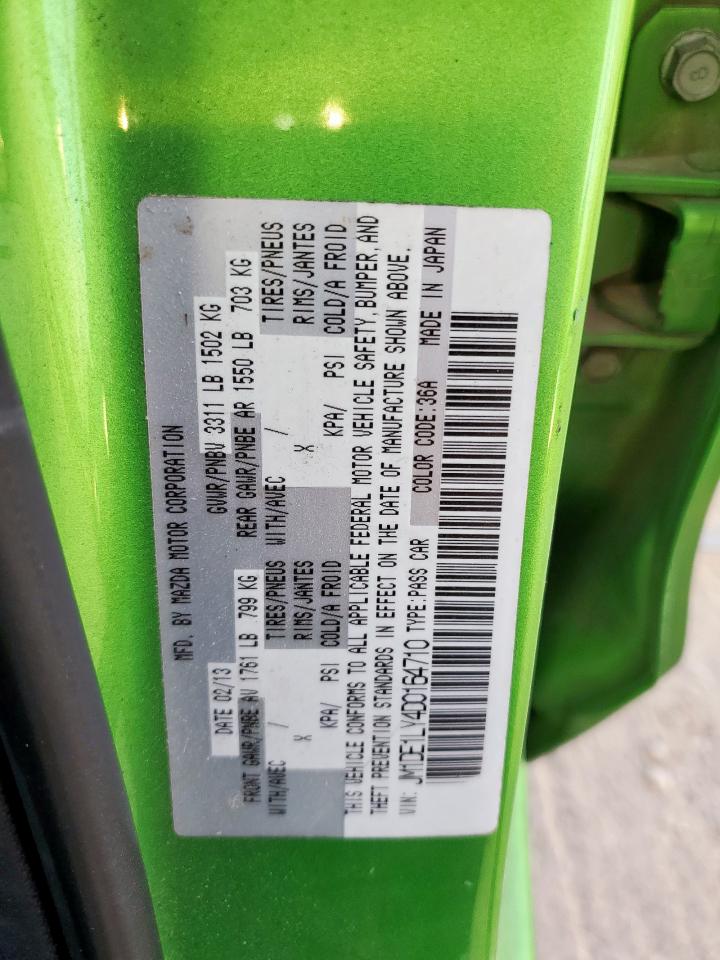 MFD. BY MAZDA MOTOR CORPORATION
DATE 02/13 GVWR/PNBV 3311 LB 1502 KG
FRONT GAWR/PNBE AV 1761 LB 799 KG REAR GAWR/PNBE AR 1550 LB 703 KG
WITH/AVEC / TIRES/PNEUS WITH/AVEC / TIRES/PNEUS
X RIMS/JANTES X RIMS/JANTES
KPA/ PSI COLD/A FROID KPA/ PSI COLD/A FROID
THIS VEHICLE CONFORMS TO ALL APPLICABLE FEDERAL MOTOR VEHICLE SAFETY, BUMPER, AND
THEFT PREVENTION STANDARDS IN EFFECT ON THE DATE OF MANUFACTURE SHOWN ABOVE.
VIN: JM1DE1LY4D0164710 TYPE:PASS CAR COLOR CODE:36A MADE IN JAPAN
8